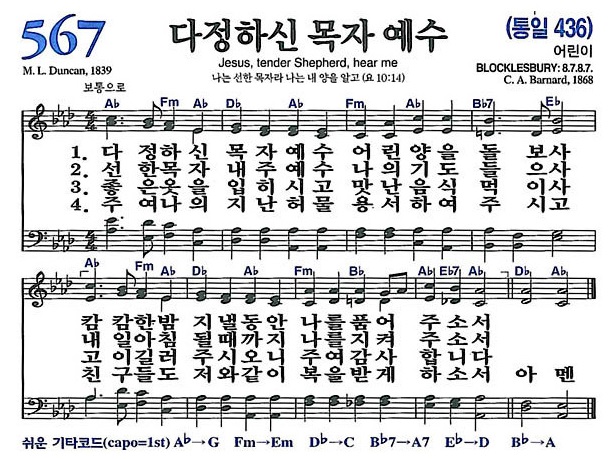 567
다정하신 목자 예수
(통일 436)
어린이
Jesus, tender Shepherd, hear me
M. L. Duncan, 1839
나는 선한 목자라 나는 내 양을 알고 (요 10:14)
BLOCKLESBURY: 8.7.8.7.
C. A. Barnard, 1868
보통으로
A♭ Fm A♭ D♭ A♭ Fm A♭ B♭7 E♭
1. 다 정하신 목 자 예수 어린양을 돌 보사
2. 선 한목자 내주 예수 나의기도 들 으사
3. 좋 은옷을 입 히시고 맛난음식 먹 이사
4. 주 여나의 지난 허물 용서하여 주 시고
A♭ Fm A♭ D♭ A♭ Fm D♭ A♭ B♭ A♭ E♭7 A♭ D♭ A♭
캄 캄한밤 지 낼동안 나를품어 주소서
내 일아침 될때까지 나를지켜 주소서
고 이길러 주시오니 주여감사 합니다
친 구들도 저와같이 복을받게 하소서 아 멘
쉬운 기타코드(capo=1st) A♭→G Fm→Em D♭→C B♭7→A7 E♭→D B♭→A